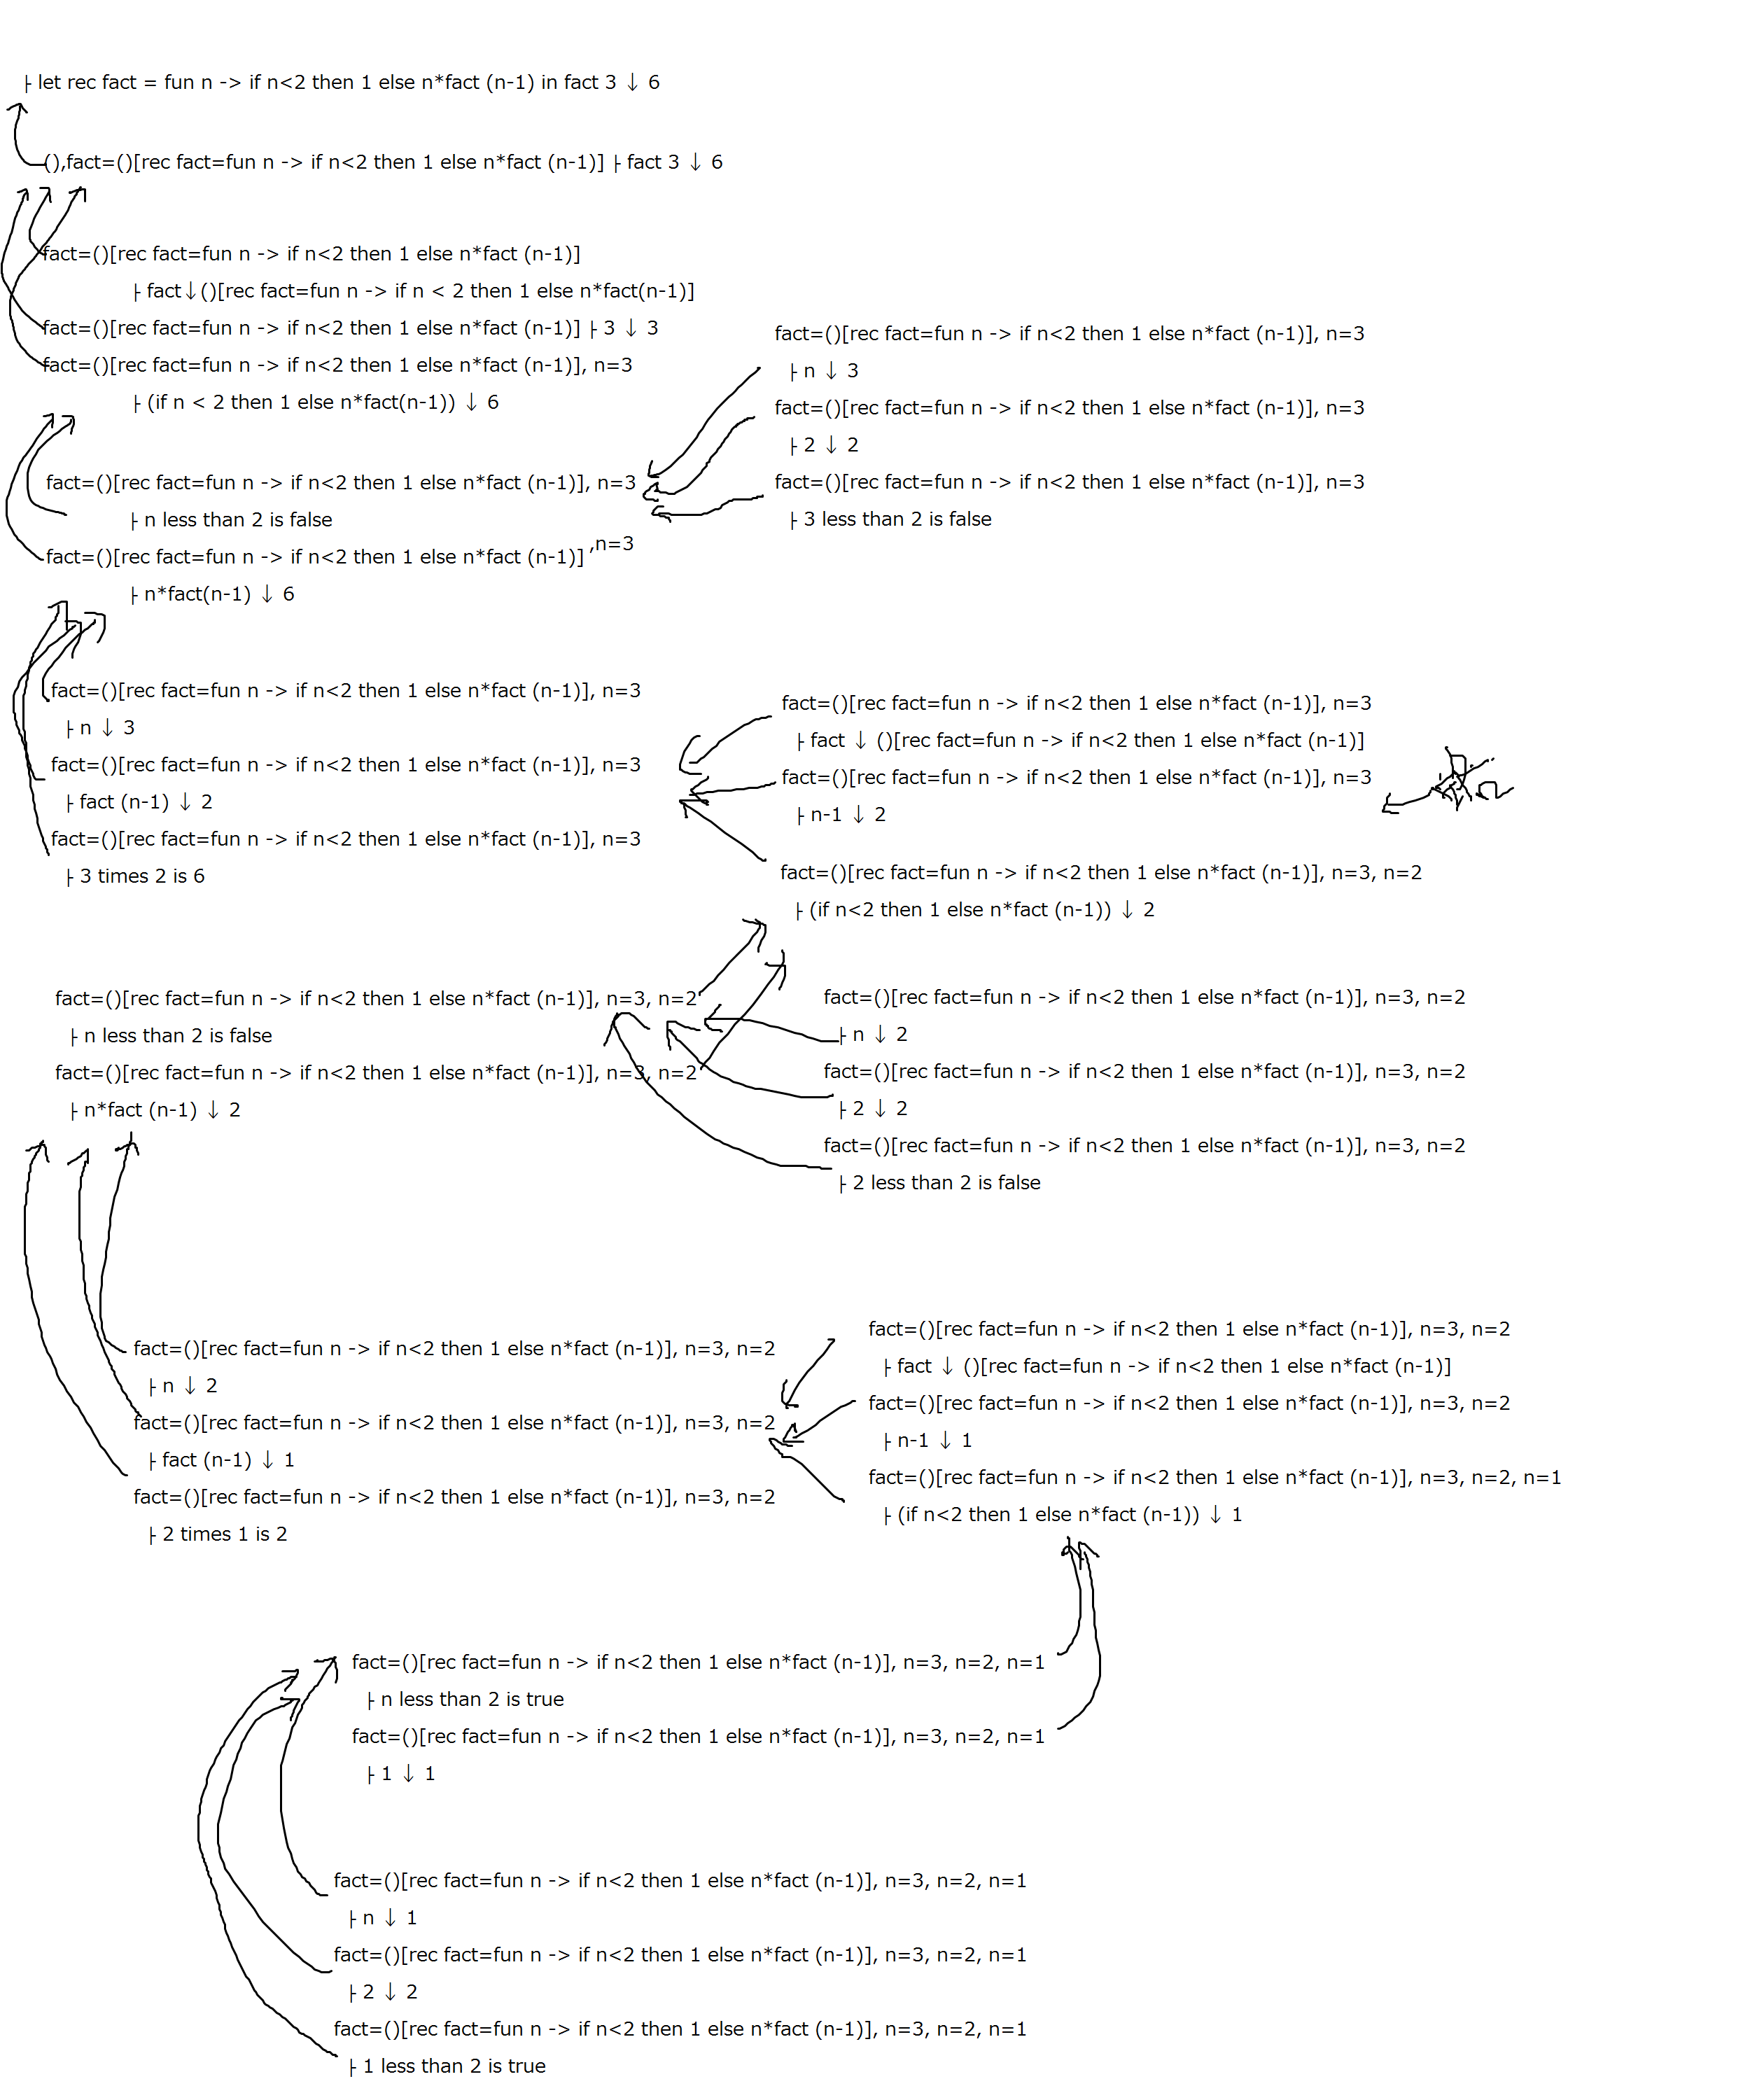 ├ let rec fact = fun n -> if n<2 then 1 else n*fact (n-1) in fact 3 ↓ 6
(),fact=()[rec fact=fun n -> if n<2 then 1 else n*fact (n-1)] ├ fact 3 ↓ 6
fact=()[rec fact=fun n -> if n<2 then 1 else n*fact (n-1)]
├ fact↓()[rec fact=fun n -> if n < 2 then 1 else n*fact(n-1)]
fact=()[rec fact=fun n -> if n<2 then 1 else n*fact (n-1)] ├ 3 ↓ 3
fact=()[rec fact=fun n -> if n<2 then 1 else n*fact (n-1)], n=3
├ (if n < 2 then 1 else n*fact(n-1)) ↓ 6
fact=()[rec fact=fun n -> if n<2 then 1 else n*fact (n-1)], n=3
├ n ↓ 3
fact=()[rec fact=fun n -> if n<2 then 1 else n*fact (n-1)], n=3
├ 2 ↓ 2
fact=()[rec fact=fun n -> if n<2 then 1 else n*fact (n-1)], n=3
├ 3 less than 2 is false
fact=()[rec fact=fun n -> if n<2 then 1 else n*fact (n-1)], n=3
├ n less than 2 is false
fact=()[rec fact=fun n -> if n<2 then 1 else n*fact (n-1)] ,n=3
├ n*fact(n-1) ↓ 6
fact=()[rec fact=fun n -> if n<2 then 1 else n*fact (n-1)], n=3
├ n ↓ 3
fact=()[rec fact=fun n -> if n<2 then 1 else n*fact (n-1)], n=3
├ fact (n-1) ↓ 2
fact=()[rec fact=fun n -> if n<2 then 1 else n*fact (n-1)], n=3
├ 3 times 2 is 6
fact=()[rec fact=fun n -> if n<2 then 1 else n*fact (n-1)], n=3
├ fact ↓ ()[rec fact=fun n -> if n<2 then 1 else n*fact (n-1)]
fact=()[rec fact=fun n -> if n<2 then 1 else n*fact (n-1)], n=3
├ n-1 ↓ 2
fact=()[rec fact=fun n -> if n<2 then 1 else n*fact (n-1)], n=3, n=2
├ (if n<2 then 1 else n*fact (n-1)) ↓ 2
fact=()[rec fact=fun n -> if n<2 then 1 else n*fact (n-1)], n=3, n=2
├ n less than 2 is false
fact=()[rec fact=fun n -> if n<2 then 1 else n*fact (n-1)], n=3, n=2
├ n*fact (n-1) ↓ 2
fact=()[rec fact=fun n -> if n<2 then 1 else n*fact (n-1)], n=3, n=2
├ n ↓ 2
fact=()[rec fact=fun n -> if n<2 then 1 else n*fact (n-1)], n=3, n=2
├ 2 ↓ 2
fact=()[rec fact=fun n -> if n<2 then 1 else n*fact (n-1)], n=3, n=2
├ 2 less than 2 is false
fact=()[rec fact=fun n -> if n<2 then 1 else n*fact (n-1)], n=3, n=2
├ n ↓ 2
fact=()[rec fact=fun n -> if n<2 then 1 else n*fact (n-1)], n=3, n=2
├ fact (n-1) ↓ 1
fact=()[rec fact=fun n -> if n<2 then 1 else n*fact (n-1)], n=3, n=2
├ 2 times 1 is 2
fact=()[rec fact=fun n -> if n<2 then 1 else n*fact (n-1)], n=3, n=2
├ fact ↓ ()[rec fact=fun n -> if n<2 then 1 else n*fact (n-1)]
fact=()[rec fact=fun n -> if n<2 then 1 else n*fact (n-1)], n=3, n=2
├ n-1 ↓ 1
fact=()[rec fact=fun n -> if n<2 then 1 else n*fact (n-1)], n=3, n=2, n=1
├ (if n<2 then 1 else n*fact (n-1)) ↓ 1
fact=()[rec fact=fun n -> if n<2 then 1 else n*fact (n-1)], n=3, n=2, n=1
├ n less than 2 is true
fact=()[rec fact=fun n -> if n<2 then 1 else n*fact (n-1)], n=3, n=2, n=1
├ 1 ↓ 1
fact=()[rec fact=fun n -> if n<2 then 1 else n*fact (n-1)], n=3, n=2, n=1
├ n ↓ 1
fact=()[rec fact=fun n -> if n<2 then 1 else n*fact (n-1)], n=3, n=2, n=1
├ 2 ↓ 2
fact=()[rec fact=fun n -> if n<2 then 1 else n*fact (n-1)], n=3, n=2, n=1
├ 1 less than 2 is true